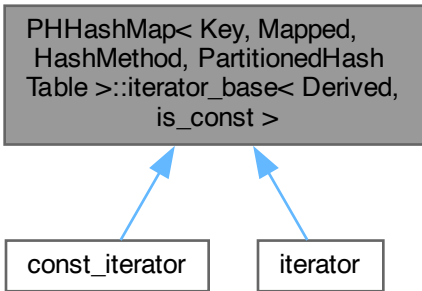 PHHashMap< Key, Mapped,
HashMethod, PartitionedHash
Table >::iterator_base< Derived,
is_const >
const_iterator
iterator